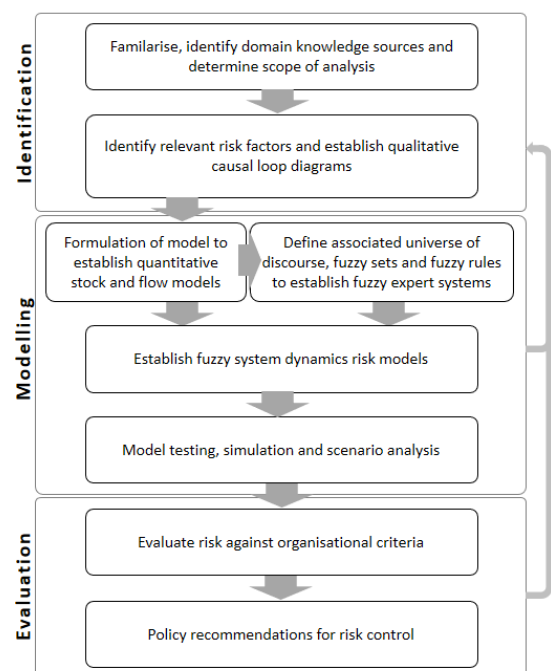 Identification
Familarise, identify domain knowledge sources and
determine scope of analysis
Identify relevant risk factors and establish qualitative
causal loop diagrams
Modelling
Formulation of model to
establish quantitative
stock and flow models
Define associated universe of
discourse, fuzzy sets and fuzzy rules
to establish fuzzy expert systems
Establish fuzzy system dynamics risk models
Model testing, simulation and scenario analysis
Evaluation
Evaluate risk against organisational criteria
Policy recommendations for risk control